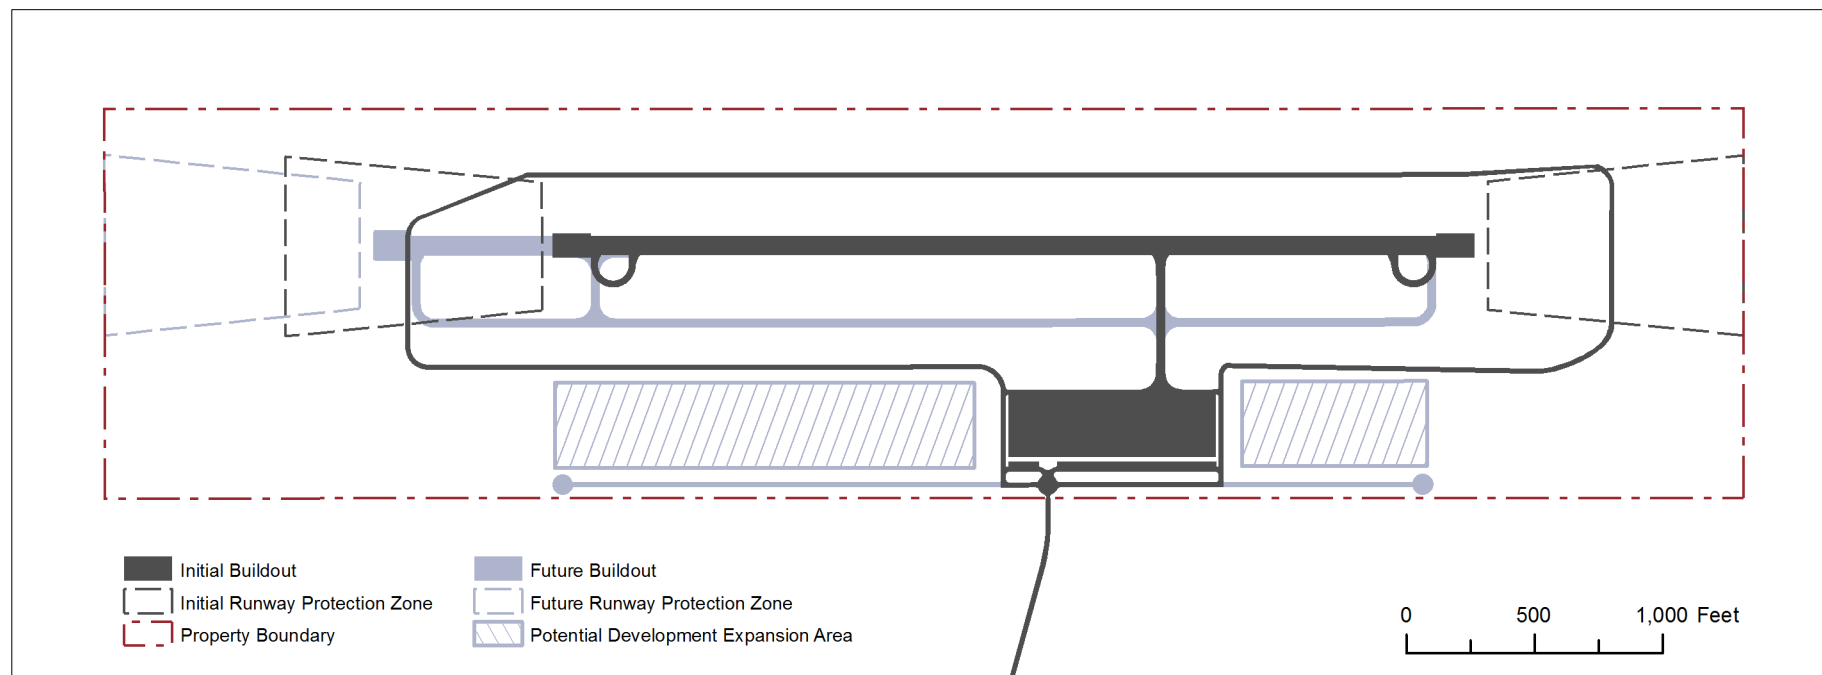 Initial Buildout
Initial Runway Protection Zone
Property Boundary
Future Buildout
Future Runway Protection Zone
Potential Development Expansion Area
0 500 1,000 Feet